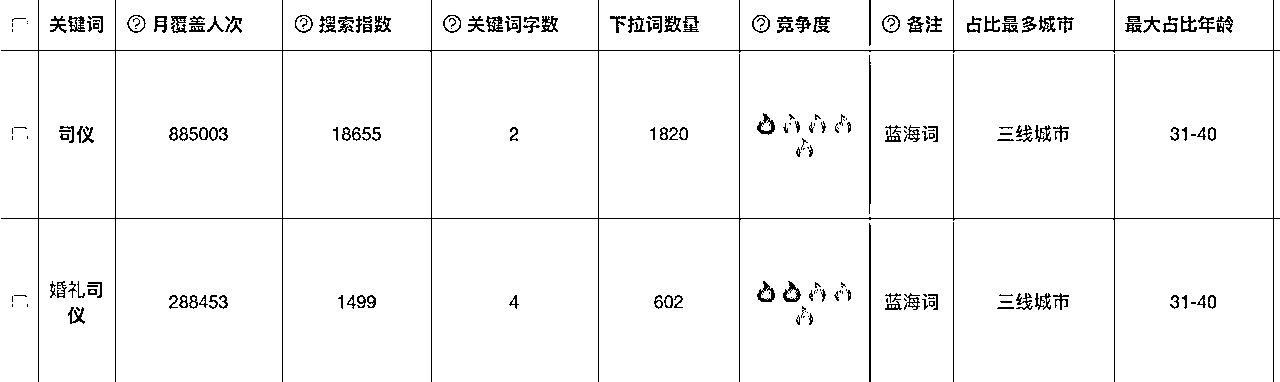 关键词 ? 月覆盖人次 ? 搜索指数 ? 关键词字数 下拉词数量 ? 竞争度 ? 备注 占比最多城市 最大占比年龄
司仪 885003 18655 2 1820 蓝海词 三线城市 31-40
婚礼司仪 288453 1499 4 602 蓝海词 三线城市 31-40